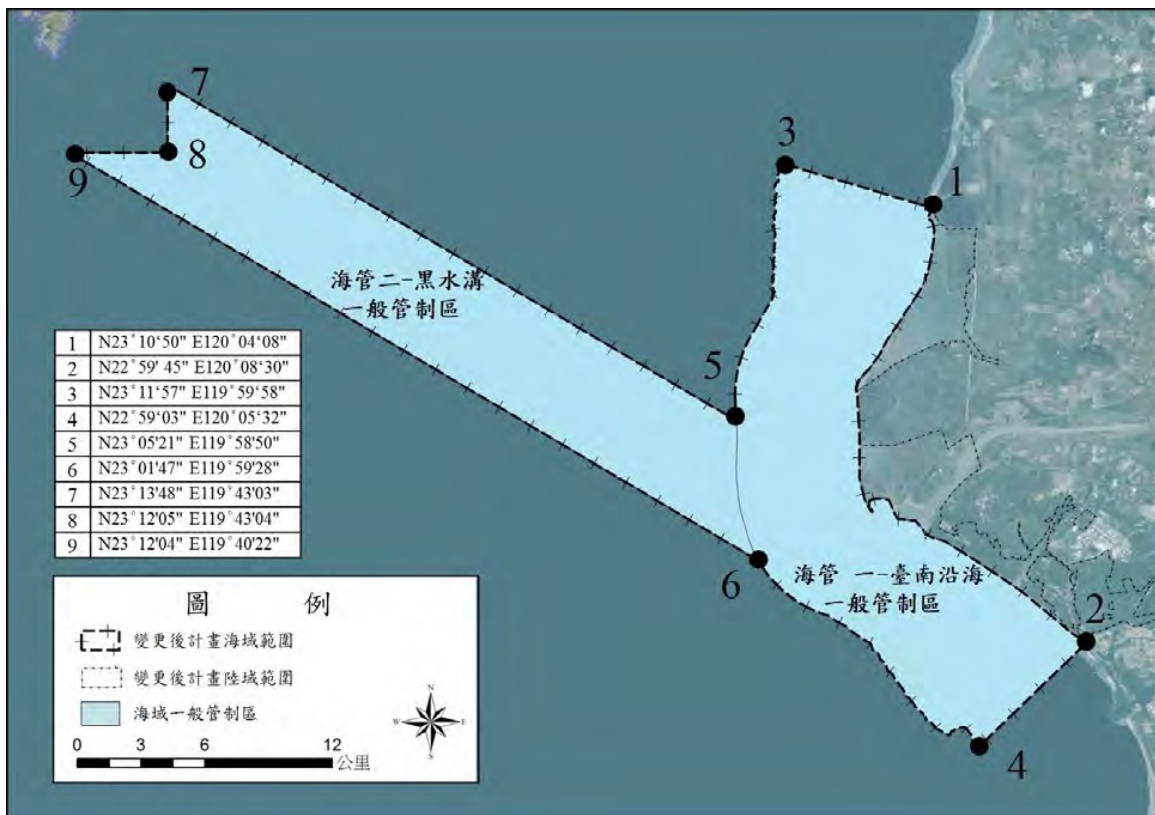 7
3
8
9
1
海管二-黑水溝
一般管制區
5
1 N23°10‘50" E120°04‘08"
2 N22°59' 45" E120°08'30"
3 N23°11‘57" E119°59‘58"
4 N22°59‘03" E120°05‘32"
5 N23°05'21" E119°58'50"
6 N23°01'47" E119°59'28"
7 N23°13'48" E119°43'03"
8 N23°12'05" E119°43'04"
9 N23°12'04" E119°40'22"
6
海管 一-臺南沿海
一般管制區
2
4
圖 例
變更後計畫海域範圍
變更後計畫陸域範圍
海域一般管制區
N
W E
S
0 3 6 12
公里